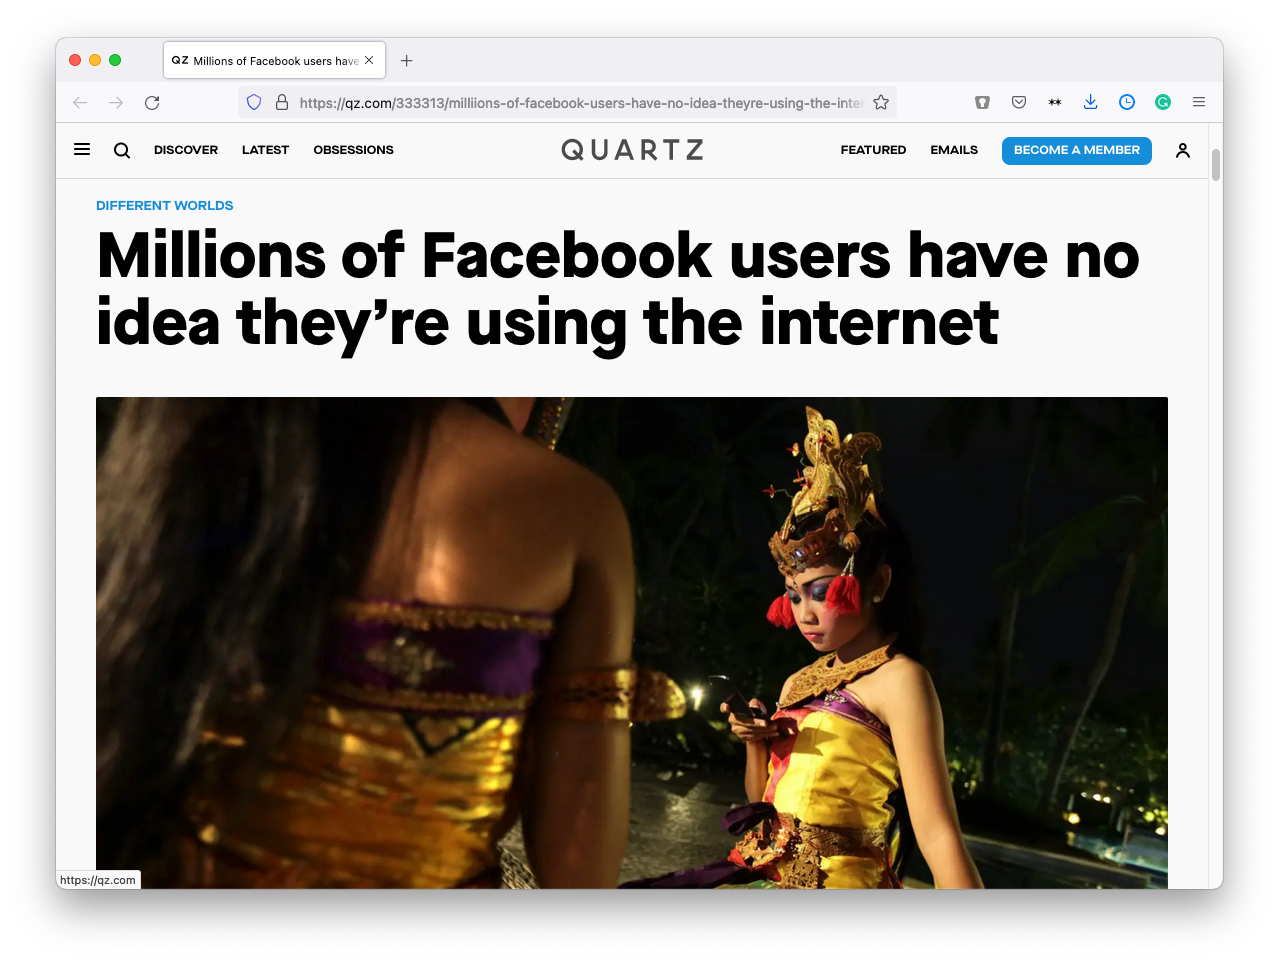 QZ Millions of Facebook users have
https://qz.com/333313/milliions-of-facebook-users-have-no-idea-theyre-using-the-inter
DISCOVER LATEST OBSESSIONS QUARTZ FEATURED EMAILS BECOME A MEMBER
DIFFERENT WORLDS
Millions of Facebook users have no
idea they’re using the internet
https://qz.com